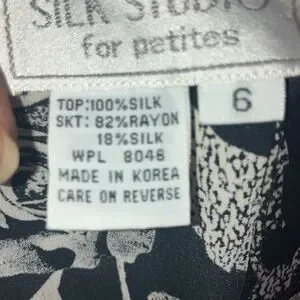 SILK STUDIO
for petites
6
TOP:100%SILK
SKT: 82%RAYON
18%SILK
WPL 8046
MADE IN KOREA
CARE ON REVERSE